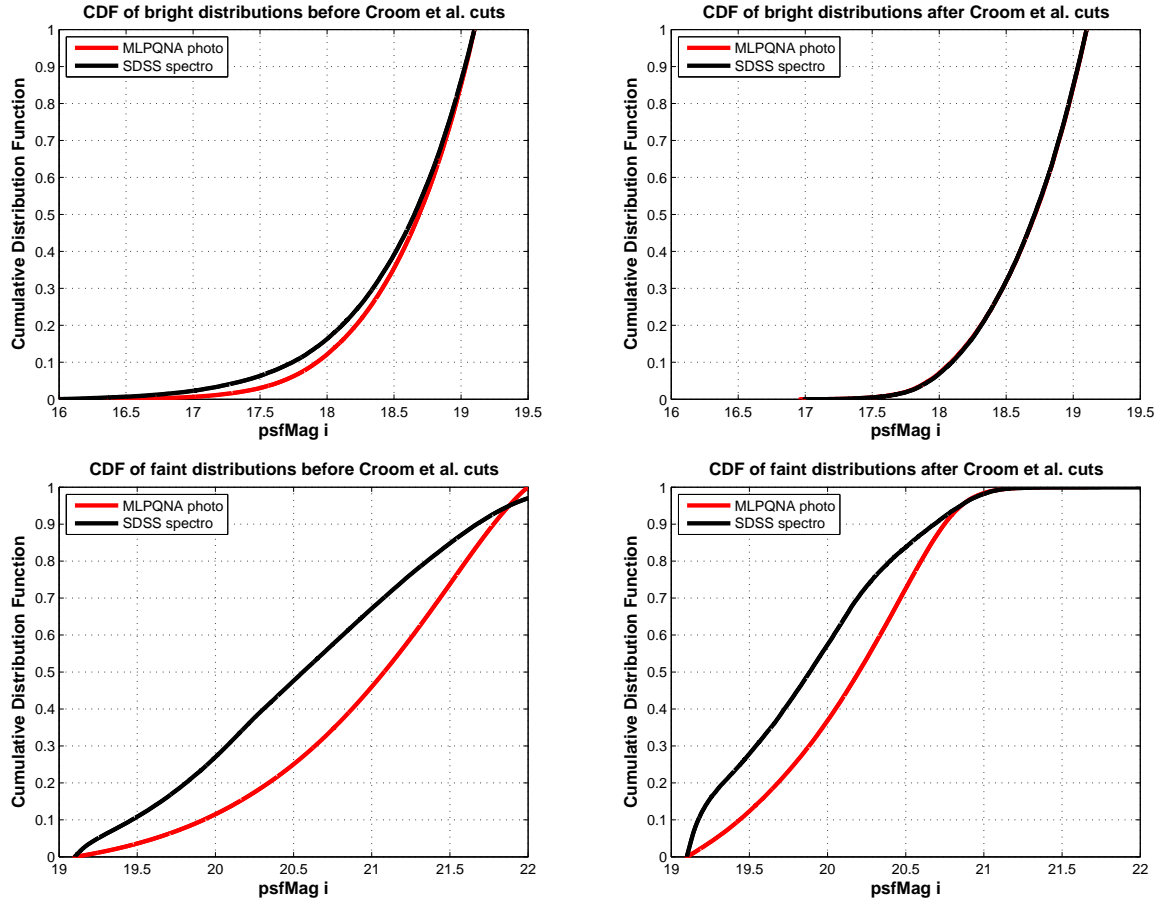 CDF of bright distributions before Croom et al. cuts
MLPQNA photo
SDSS spectro
Cumulative Distribution Function
1
0.9
0.8
0.7
0.6
0.5
0.4
0.3
0.2
0.1
0
16 16.5 17 17.5 18 18.5 19 19.5
psfMag i
CDF of bright distributions after Croom et al. cuts
MLPQNA photo
SDSS spectro
Cumulative Distribution Function
1
0.9
0.8
0.7
0.6
0.5
0.4
0.3
0.2
0.1
0
16 16.5 17 17.5 18 18.5 19 19.5
psfMag i
CDF of faint distributions before Croom et al. cuts
MLPQNA photo
SDSS spectro
Cumulative Distribution Function
1
0.9
0.8
0.7
0.6
0.5
0.4
0.3
0.2
0.1
0
19 19.5 20 20.5 21 21.5 22
psfMag i
CDF of faint distributions after Croom et al. cuts
MLPQNA photo
SDSS spectro
Cumulative Distribution Function
1
0.9
0.8
0.7
0.6
0.5
0.4
0.3
0.2
0.1
0
19 19.5 20 20.5 21 21.5 22
psfMag i